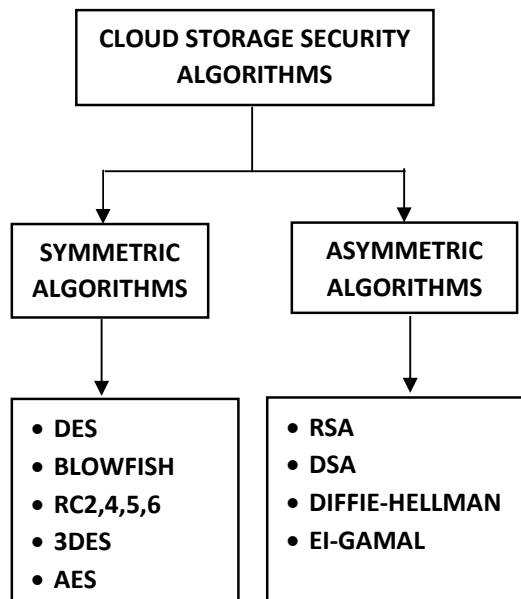 CLOUD STORAGE SECURITY
ALGORITHMS
SYMMETRIC
ALGORITHMS
ASYMMETRIC
ALGORITHMS
• DES
• BLOWFISH
• RC2,4,5,6
• 3DES
• AES
• RSA
• DSA
• DIFFIE-HELLMAN
• EI-GAMAL